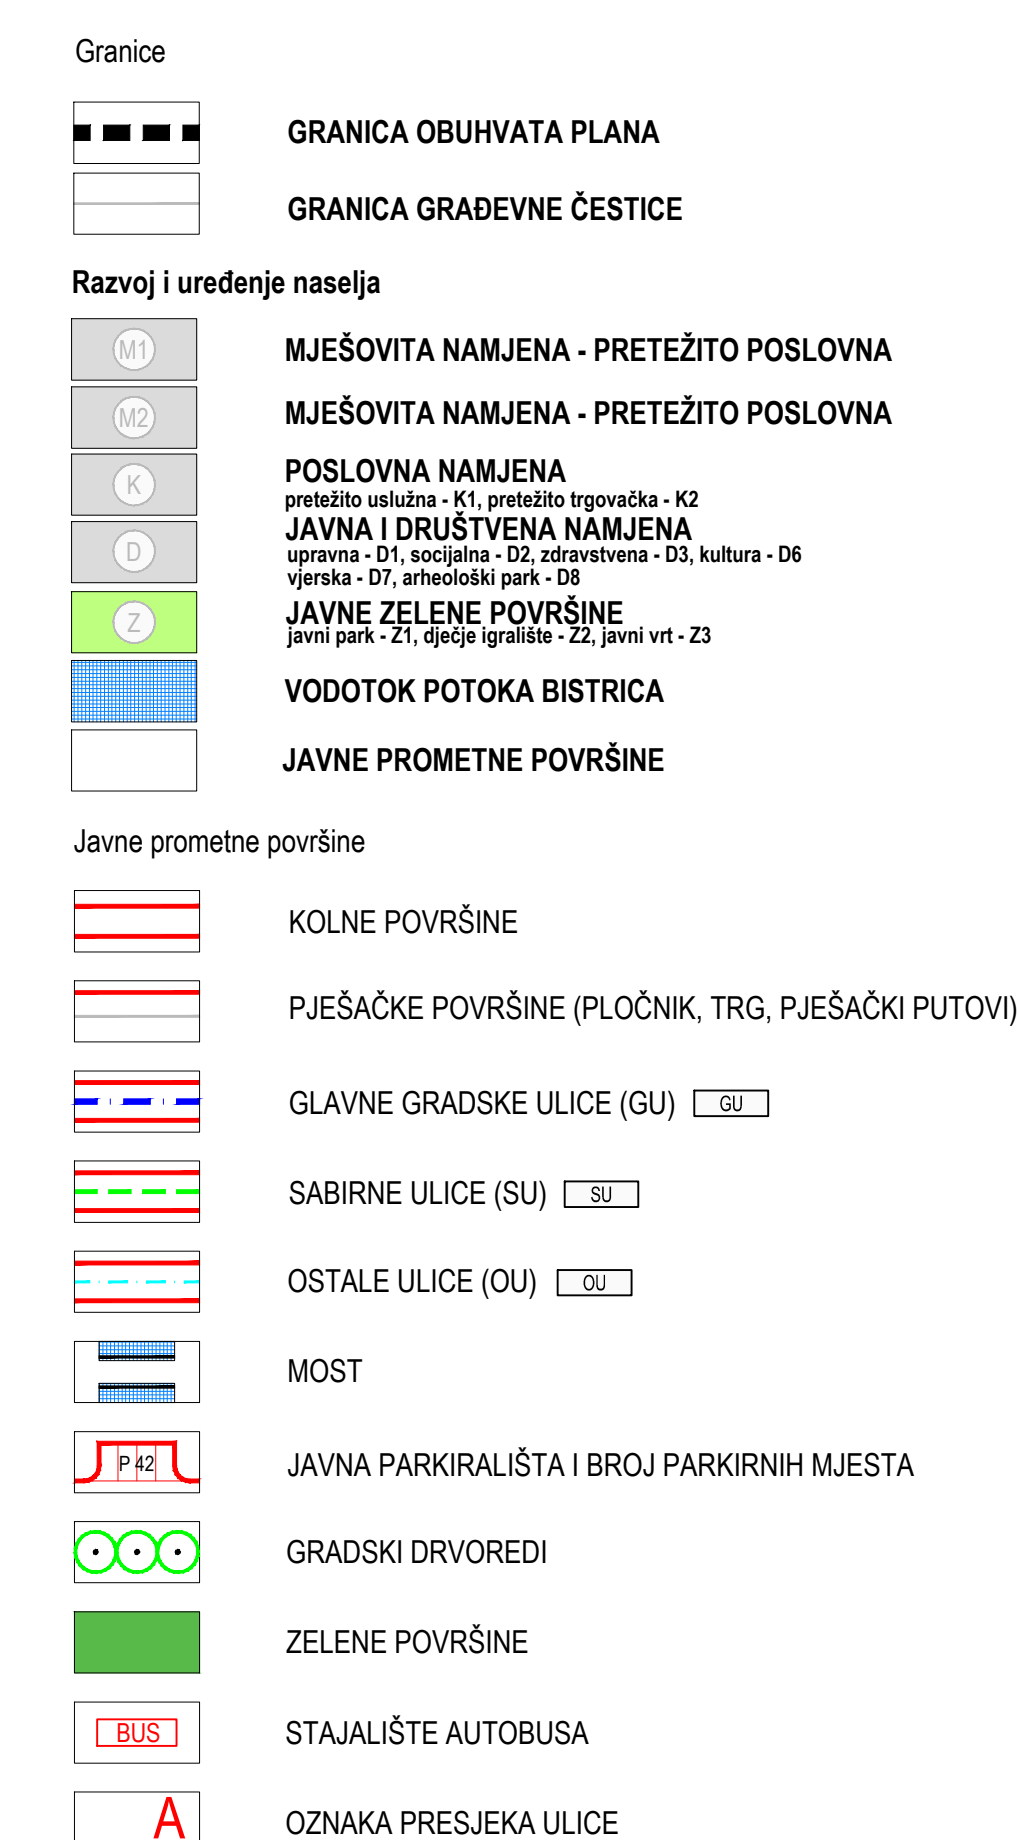 Granice
GRANICA OBUHVATA PLANA
GRANICA GRAĐEVNE ČESTICE
Razvoj i uređenje naselja
M1 MJEŠOVITA NAMJENA - PRETEŽITO POSLOVNA
M2 MJEŠOVITA NAMJENA - PRETEŽITO POSLOVNA
K POSLOVNA NAMJENA
pretežito uslužna - K1, pretežito trgovačka - K2
D JAVNA I DRUŠTVENA NAMJENA
upravna - D1, socijalna - D2, zdravstvena - D3, kultura - D6
vjerska - D7, arheološki park - D8
Z JAVNE ZELENE POVRŠINE
javni park - Z1, dječje igralište - Z2, javni vrt - Z3
VODOTOK POTOKA BISTRICA
JAVNE PROMETNE POVRŠINE
Javne prometne površine
KOLNE POVRŠINE
PJEŠAČKE POVRŠINE (PLOČNIK, TRG, PJEŠAČKI PUTOVI)
GLAVNE GRADSKE ULICE (GU) GU
SABIRNE ULICE (SU) SU
OSTALE ULICE (OU) OU
MOST
P 42 JAVNA PARKIRALIŠTA I BROJ PARKIRNIH MJESTA
GRADSKI DRVOREDI
ZELENE POVRŠINE
BUS STAJALIŠTE AUTOBUSA
A OZNAKA PRESJEKA ULICE